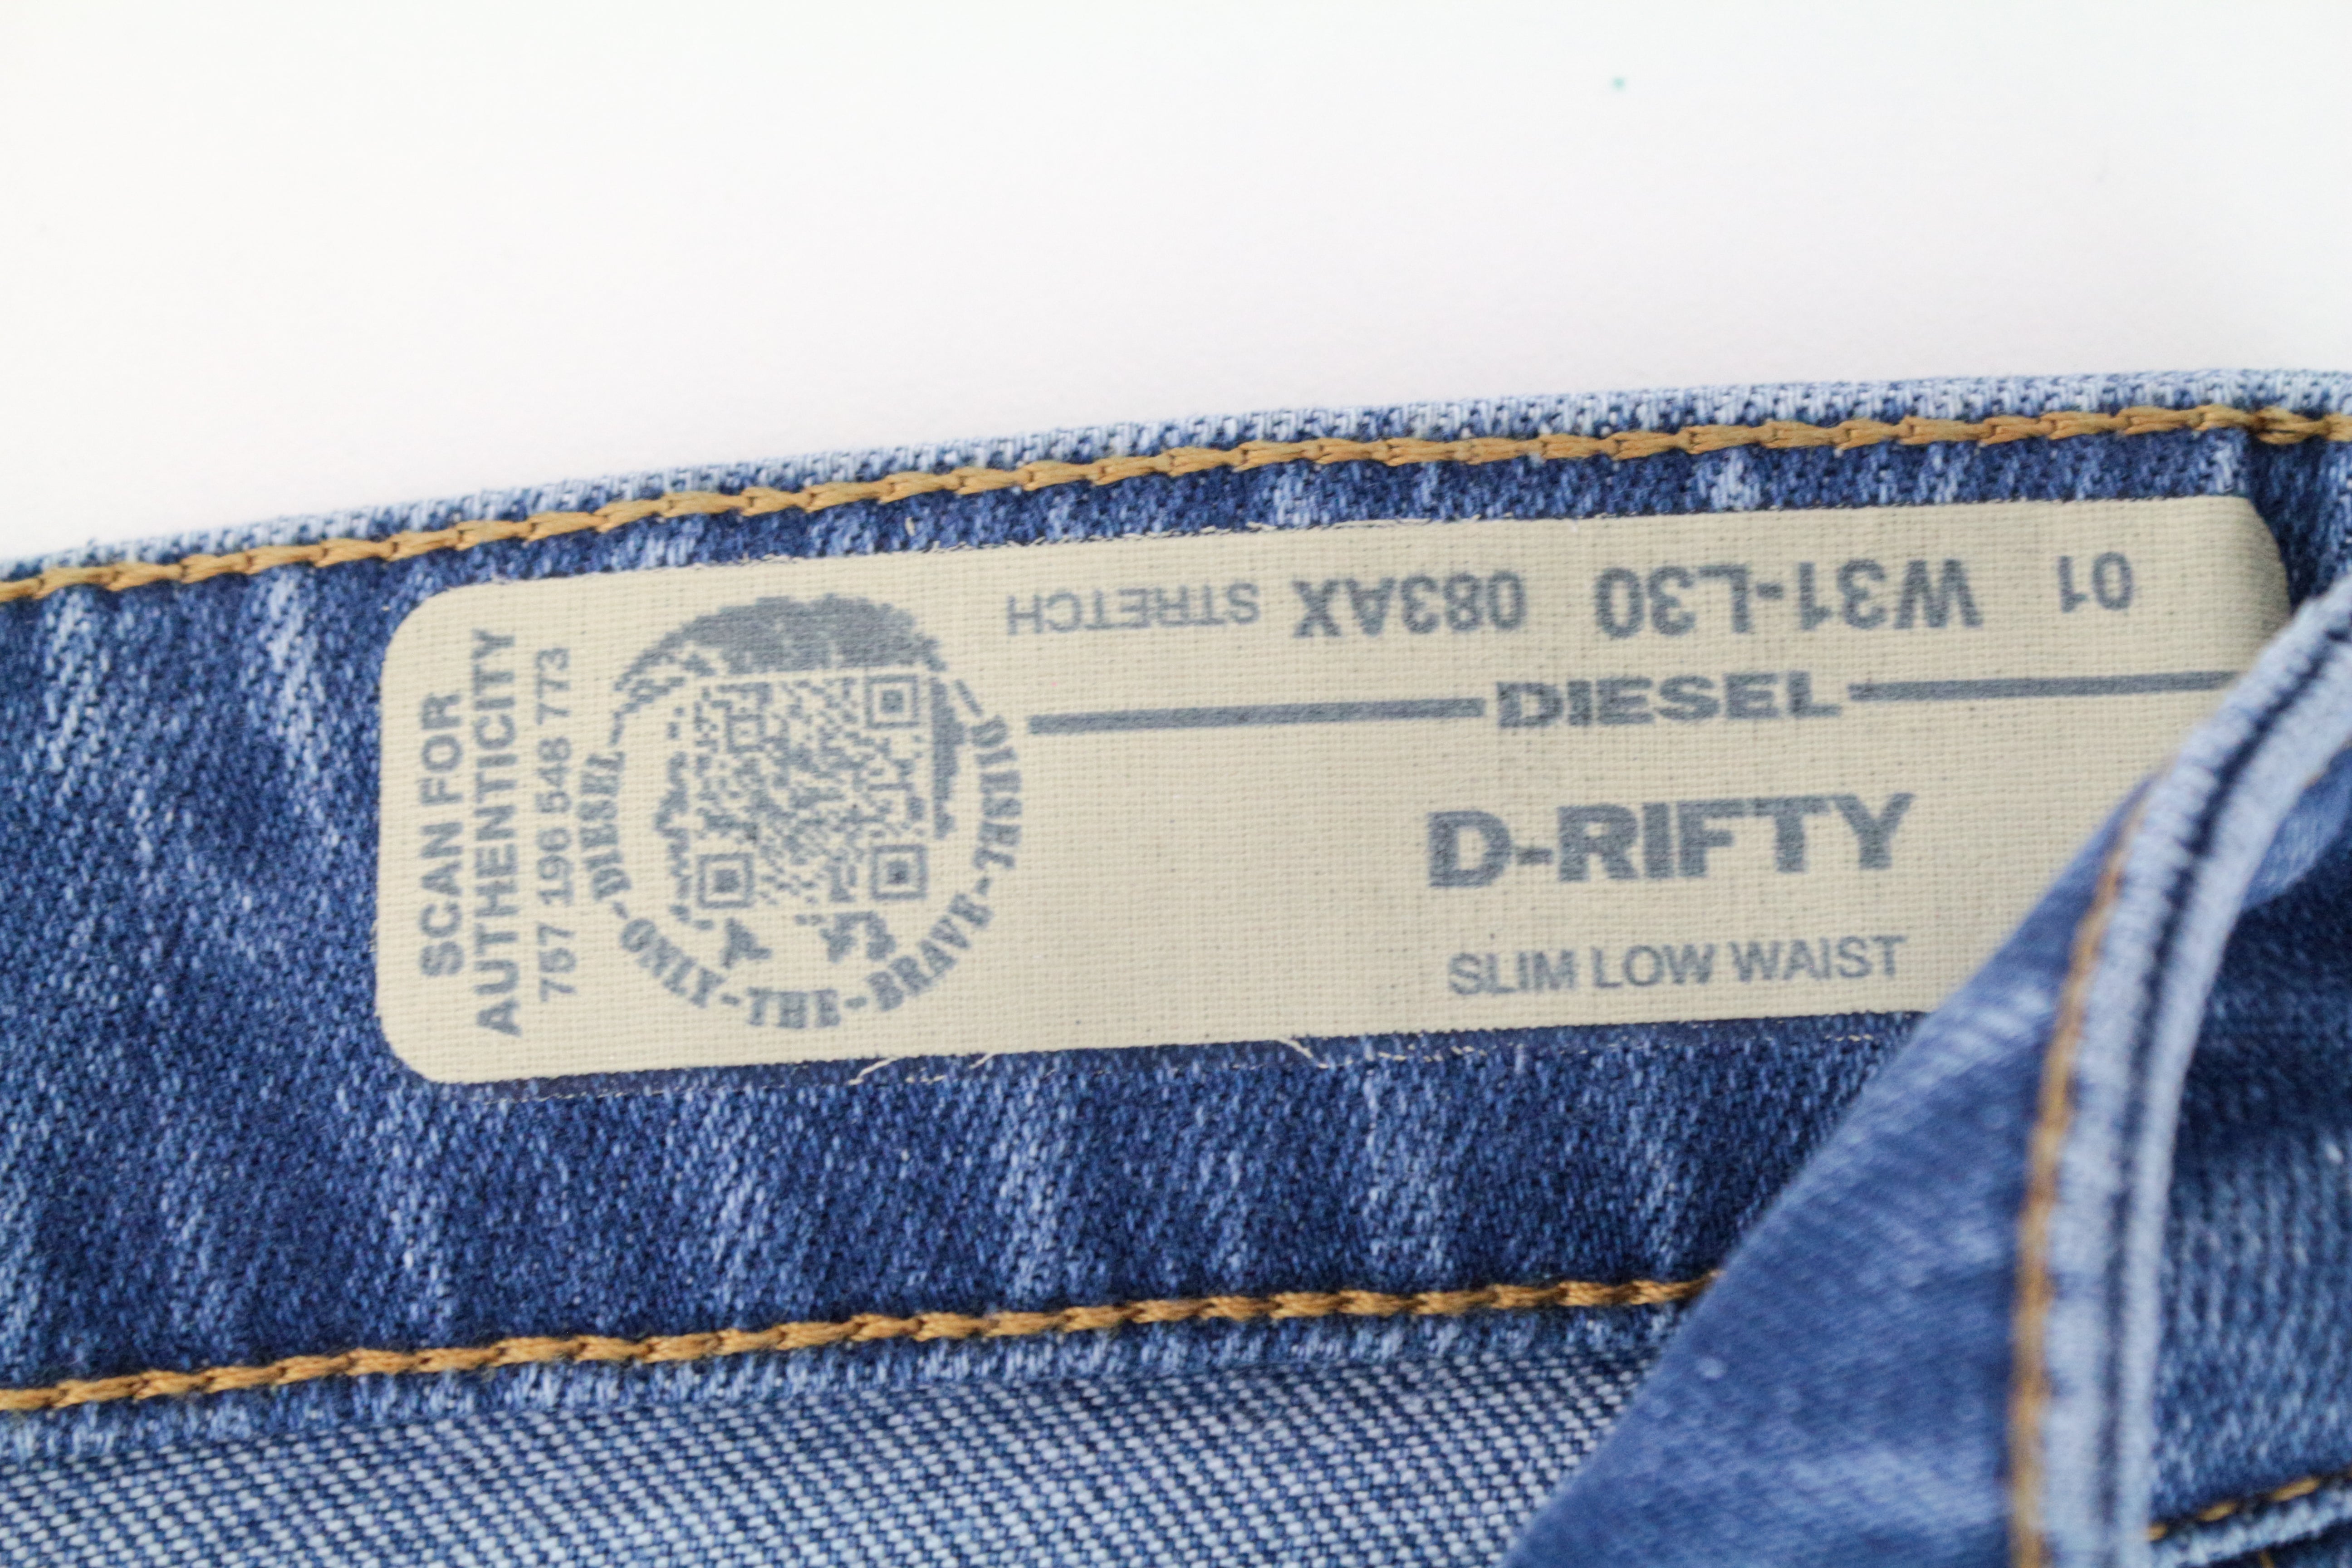 SCAN FOR
AUTHENTICITY
757 196 548 773
DIESEL-ONLY-THE-BRAVE-DIESEL
01 W31-L30 083AX STRETCH
DIESEL
D-RIFTY
SLIM LOW WAIST